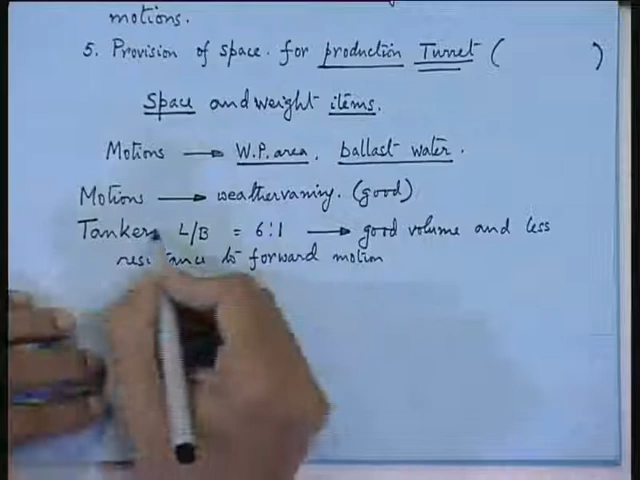 motions.
5. Provision of space. for production Turret (          )
Space and weight items.
Motions → W.P. area, ballast water.
Motions → weathervaning. (good)
Tankers L/B = 6:1 → good volume and less
to forward motion